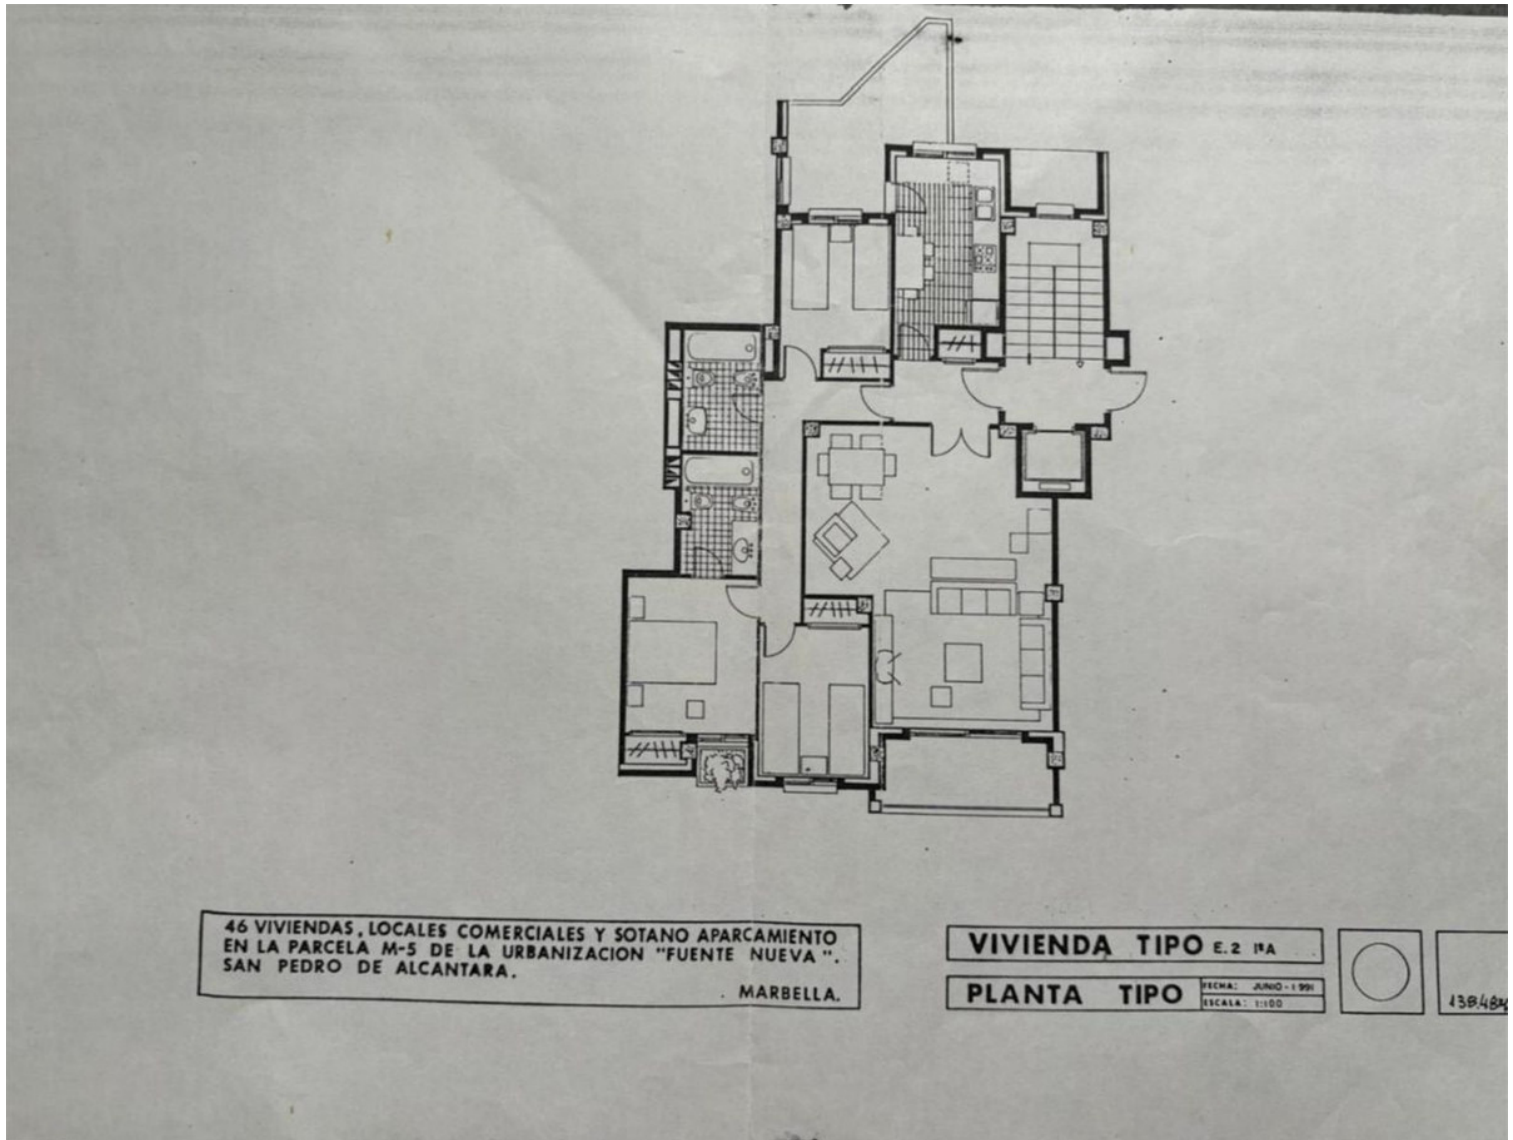 46 VIVIENDAS, LOCALES COMERCIALES Y SOTANO APARCAMIENTO
EN LA PARCELA M-5 DE LA URBANIZACION "FUENTE NUEVA".
SAN PEDRO DE ALCANTARA.
MARBELLA.
VIVIENDA TIPO E.2 1ºA
PLANTA TIPO
FECHA: JUNIO-1991
ESCALA: 1:100